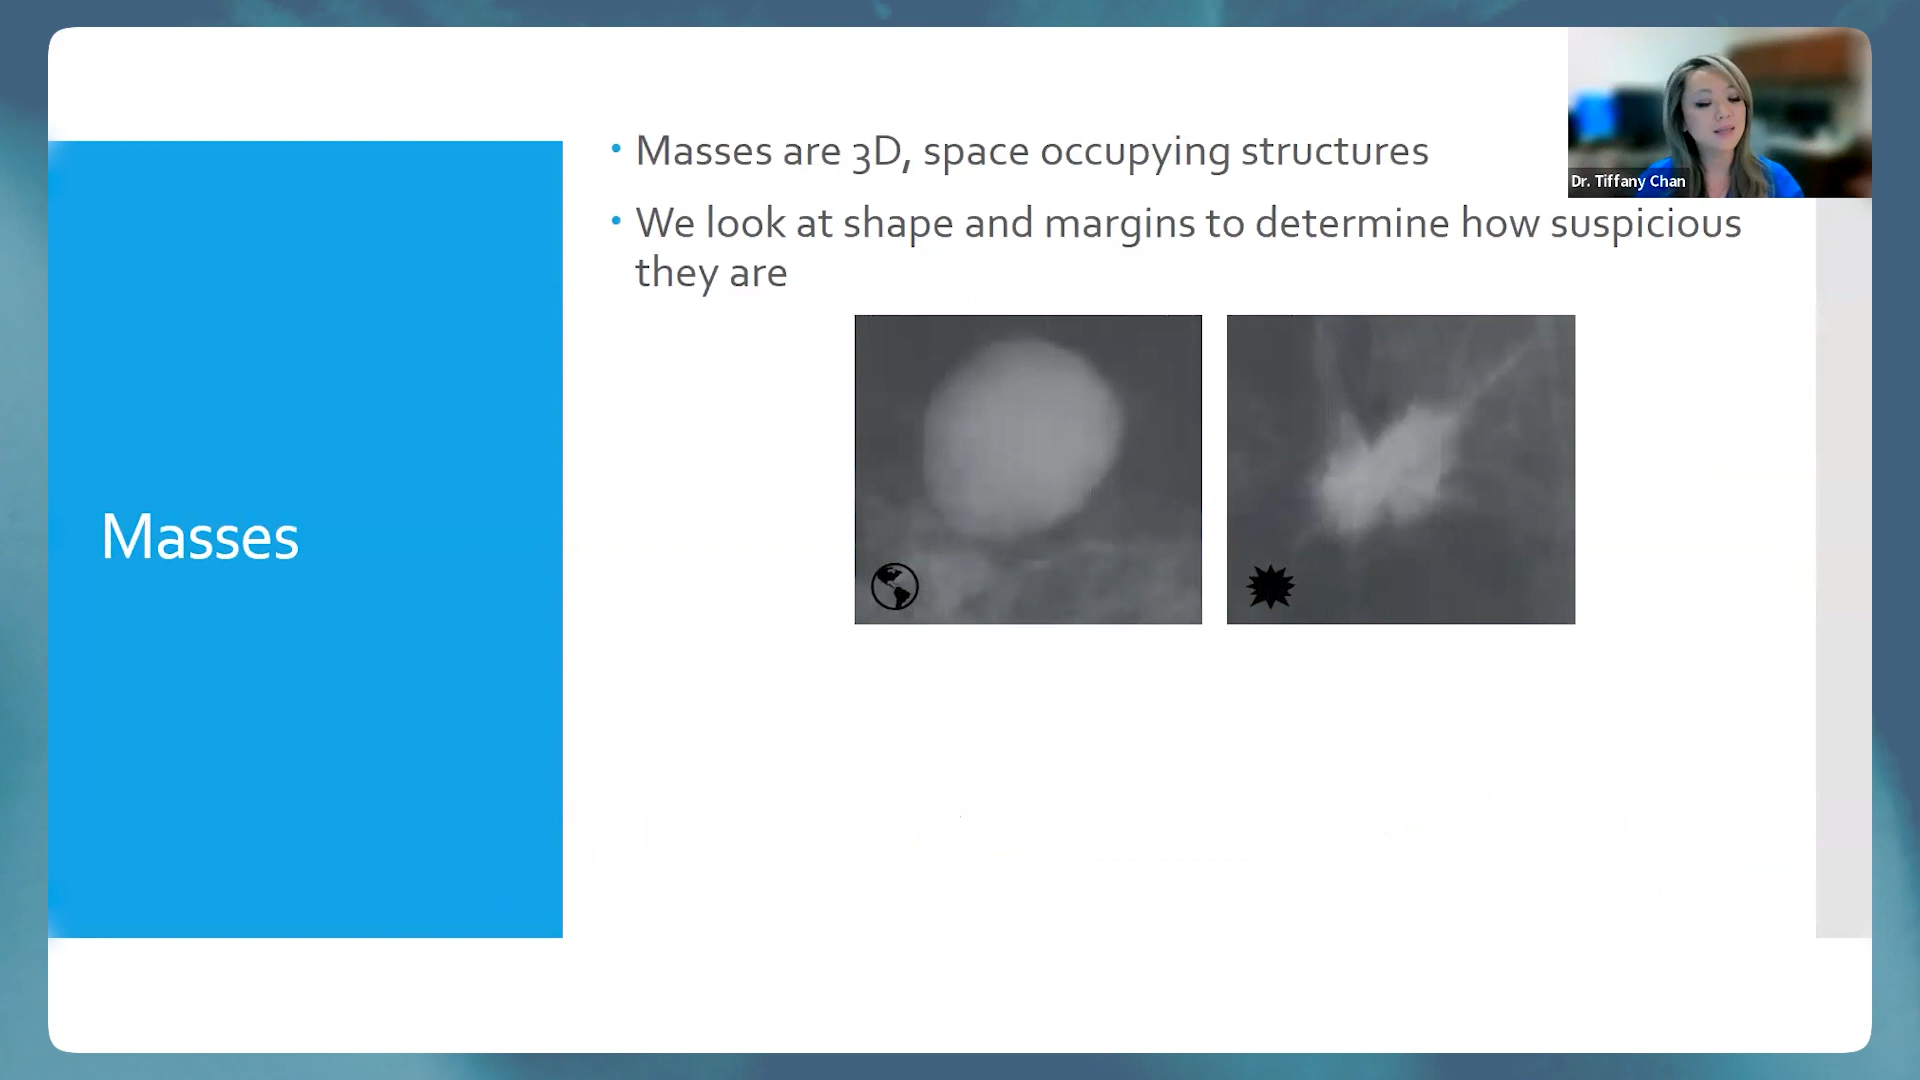 Masses are 3D, space occupying structures
Dr. Tiffany Chan
We look at shape and margins to determine how suspicious
they are
Masses